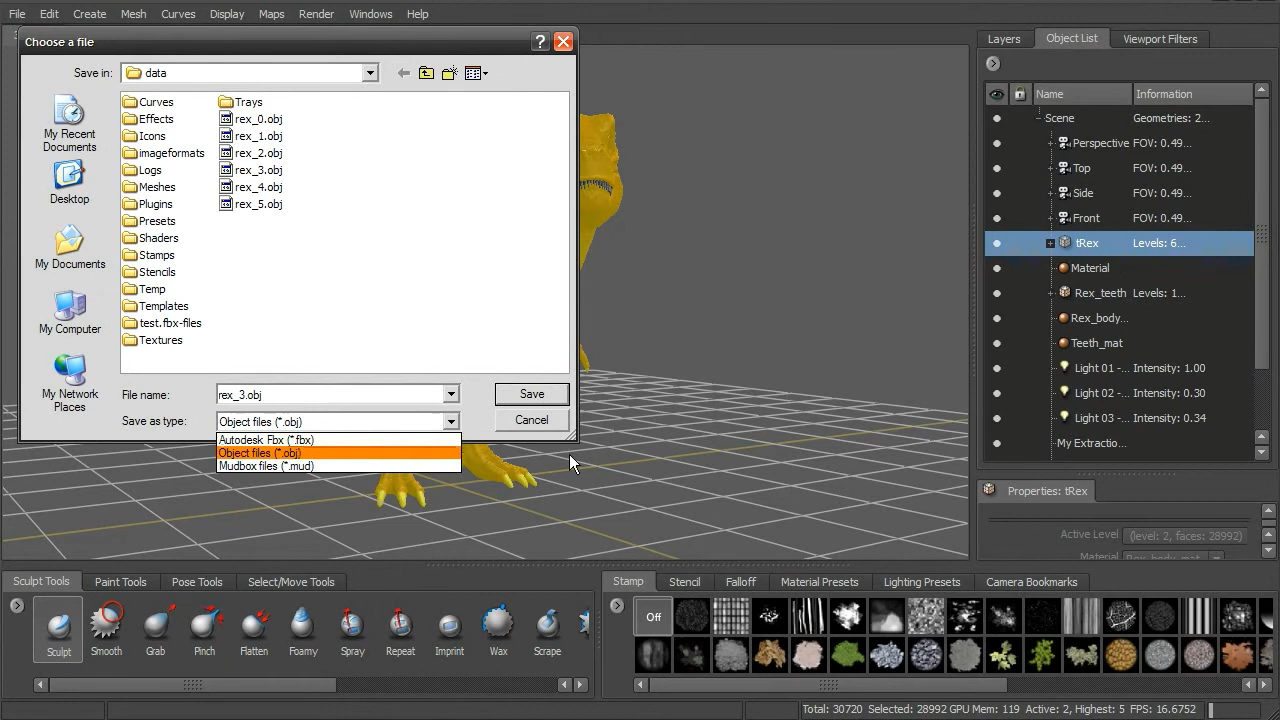 File Edit Create Mesh Curves Display Maps Render Windows Help
Choose a file
Save in: data
My Recent Documents
Desktop
My Documents
My Computer
My Network Places
Curves
Effects
Icons
imageformats
Logs
Meshes
Plugins
Presets
Shaders
Stamps
Stencils
Temp
Templates
test.fbx-files
Textures
Trays
rex_0.obj
rex_1.obj
rex_2.obj
rex_3.obj
rex_4.obj
rex_5.obj
File name: rex_3.obj Save
Save as type: Object files (*.obj) Cancel
Autodesk Fbx (*.fbx)
Object files (*.obj)
Mudbox files (*.mud)
Layers Object List Viewport Filters
Name Information
Scene Geometries: 2...
Perspective FOV: 0.49...
Top FOV: 0.49...
Side FOV: 0.49...
Front FOV: 0.49...
tRex Levels: 6...
Material
Rex_teeth Levels: 1...
Rex_body...
Teeth_mat
Light 01 -... Intensity: 1.00
Light 02 -... Intensity: 0.30
Light 03 -... Intensity: 0.34
My Extractio...
Properties: tRex
Active Level (level: 2, faces: 28992)
Material Rex_body_mat
Sculpt Tools Paint Tools Pose Tools Select/Move Tools
Sculpt Smooth Grab Pinch Flatten Foamy Spray Repeat Imprint Wax Scrape
Stamp Stencil Falloff Material Presets Lighting Presets Camera Bookmarks
Off
Total: 30720 Selected: 28992 GPU Mem: 119 Active: 2, Highest: 5 FPS: 16.6752